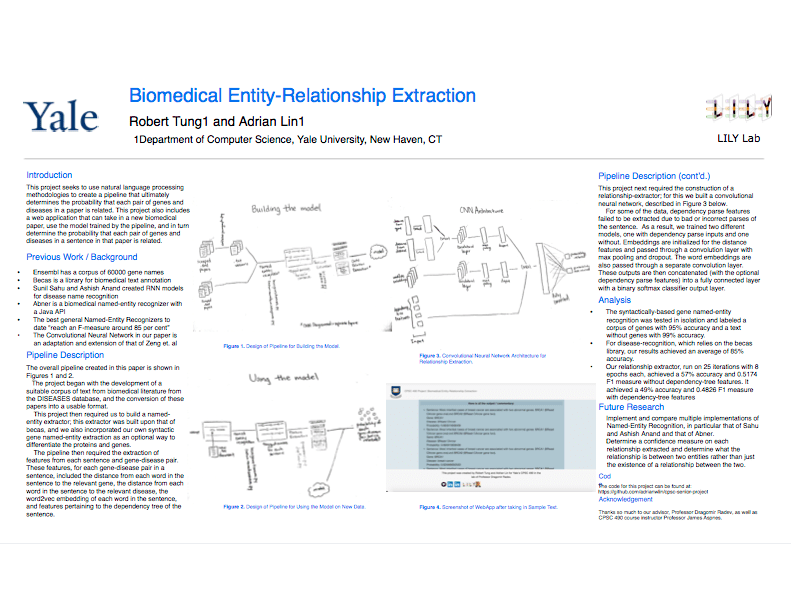 Yale
Biomedical Entity-Relationship Extraction
Robert Tung1 and Adrian Lin1
1Department of Computer Science, Yale University, New Haven, CT
LILY
LILY Lab
Introduction
This project seeks to use natural language processing
methodologies to create a pipeline that ultimately
determines the probability that each pair of genes and
diseases in a paper is related. This project also includes
a web application that can take in a new biomedical
paper, use the model trained by the pipeline, and in turn
determine the probability that each pair of genes and
diseases in a sentence in that paper is related.
Previous Work / Background
• Ensembl has a corpus of 60000 gene names
• Becas is a library for biomedical text annotation
• Sunil Sahu and Ashish Anand created RNN models
for disease name recognition
• Abner is a biomedical named-entity recognizer with
a Java API
• The best general Named-Entity Recognizers to
date "reach an F-measure around 85 per cent"
• The Convolutional Neural Network in our paper is
an adaptation and extension of that of Zeng et. al
Pipeline Description
The overall pipeline created in this paper is shown in
Figures 1 and 2.
The project began with the development of a
suitable corpus of text from biomedical literature from
the DISEASES database, and the conversion of these
papers into a usable format.
This project then required us to build a named-
entity extractor; this extractor was built upon that of
becas, and we also incorporated our own syntactic
gene named-entity extraction as an optional way to
differentiate the proteins and genes.
The pipeline then required the extraction of
features from each sentence and gene-disease pair.
These features, for each gene-disease pair in a
sentence, included the distance from each word in the
sentence to the relevant gene, the distance from each
word in the sentence to the relevant disease, the
word2vec embedding of each word in the sentence,
and features pertaining to the dependency tree of the
sentence.
Building the model
Figure 1. Design of Pipeline for Building the Model.
Using the model
Figure 2. Design of Pipeline for Using the Model on New Data.
CNN Architecture
Figure 3. Convolutional Neural Network Architecture for
Relationship Extraction.
Figure 4. Screenshot of WebApp after taking in Sample Text.
Pipeline Description (cont'd.)
This project next required the construction of a
relationship-extractor; for this we built a convolutional
neural network, described in Figure 3 below.
For some of the data, dependency parse features
failed to be extracted due to bad or incorrect parses of
the sentence. As a result, we trained two different
models, one with dependency parse inputs and one
without. Embeddings are initialized for the distance
features and passed through a convolution layer with
max pooling and dropout. The word embeddings are
also passed through a separate convolution layer.
These outputs are then concatenated (with the optional
dependency parse features) into a fully connected layer
with a binary softmax classifier output layer.
Analysis
• The syntactically-based gene named-entity
recognition was tested in isolation and labeled a
corpus of genes with 95% accuracy and a text
without genes with 99% accuracy.
• For disease-recognition, which relies on the becas
library, our results achieved an average of 85%
accuracy.
• Our relationship extractor, run on 25 iterations with 8
epochs each, achieved a 57% accuracy and 0.5174
F1 measure without dependency-tree features. It
achieved a 49% accuracy and 0.4826 F1 measure
with dependency-tree features
Future Research
Implement and compare multiple implementations of
Named-Entity Recognition, in particular that of Sahu
and Ashish Anand and that of Abner.
Determine a confidence measure on each
relationship extracted and determine what the
relationship is between two entities rather than just
the existence of a relationship between the two.
Cod
e
The code for this project can be found at
https://github.com/adrianwlin/cpsc-senior-project
Acknowledgement
Thanks so much to our advisor, Professor Dragomir Radev, as well as
CPSC 490 course instructor Professor James Aspnes.